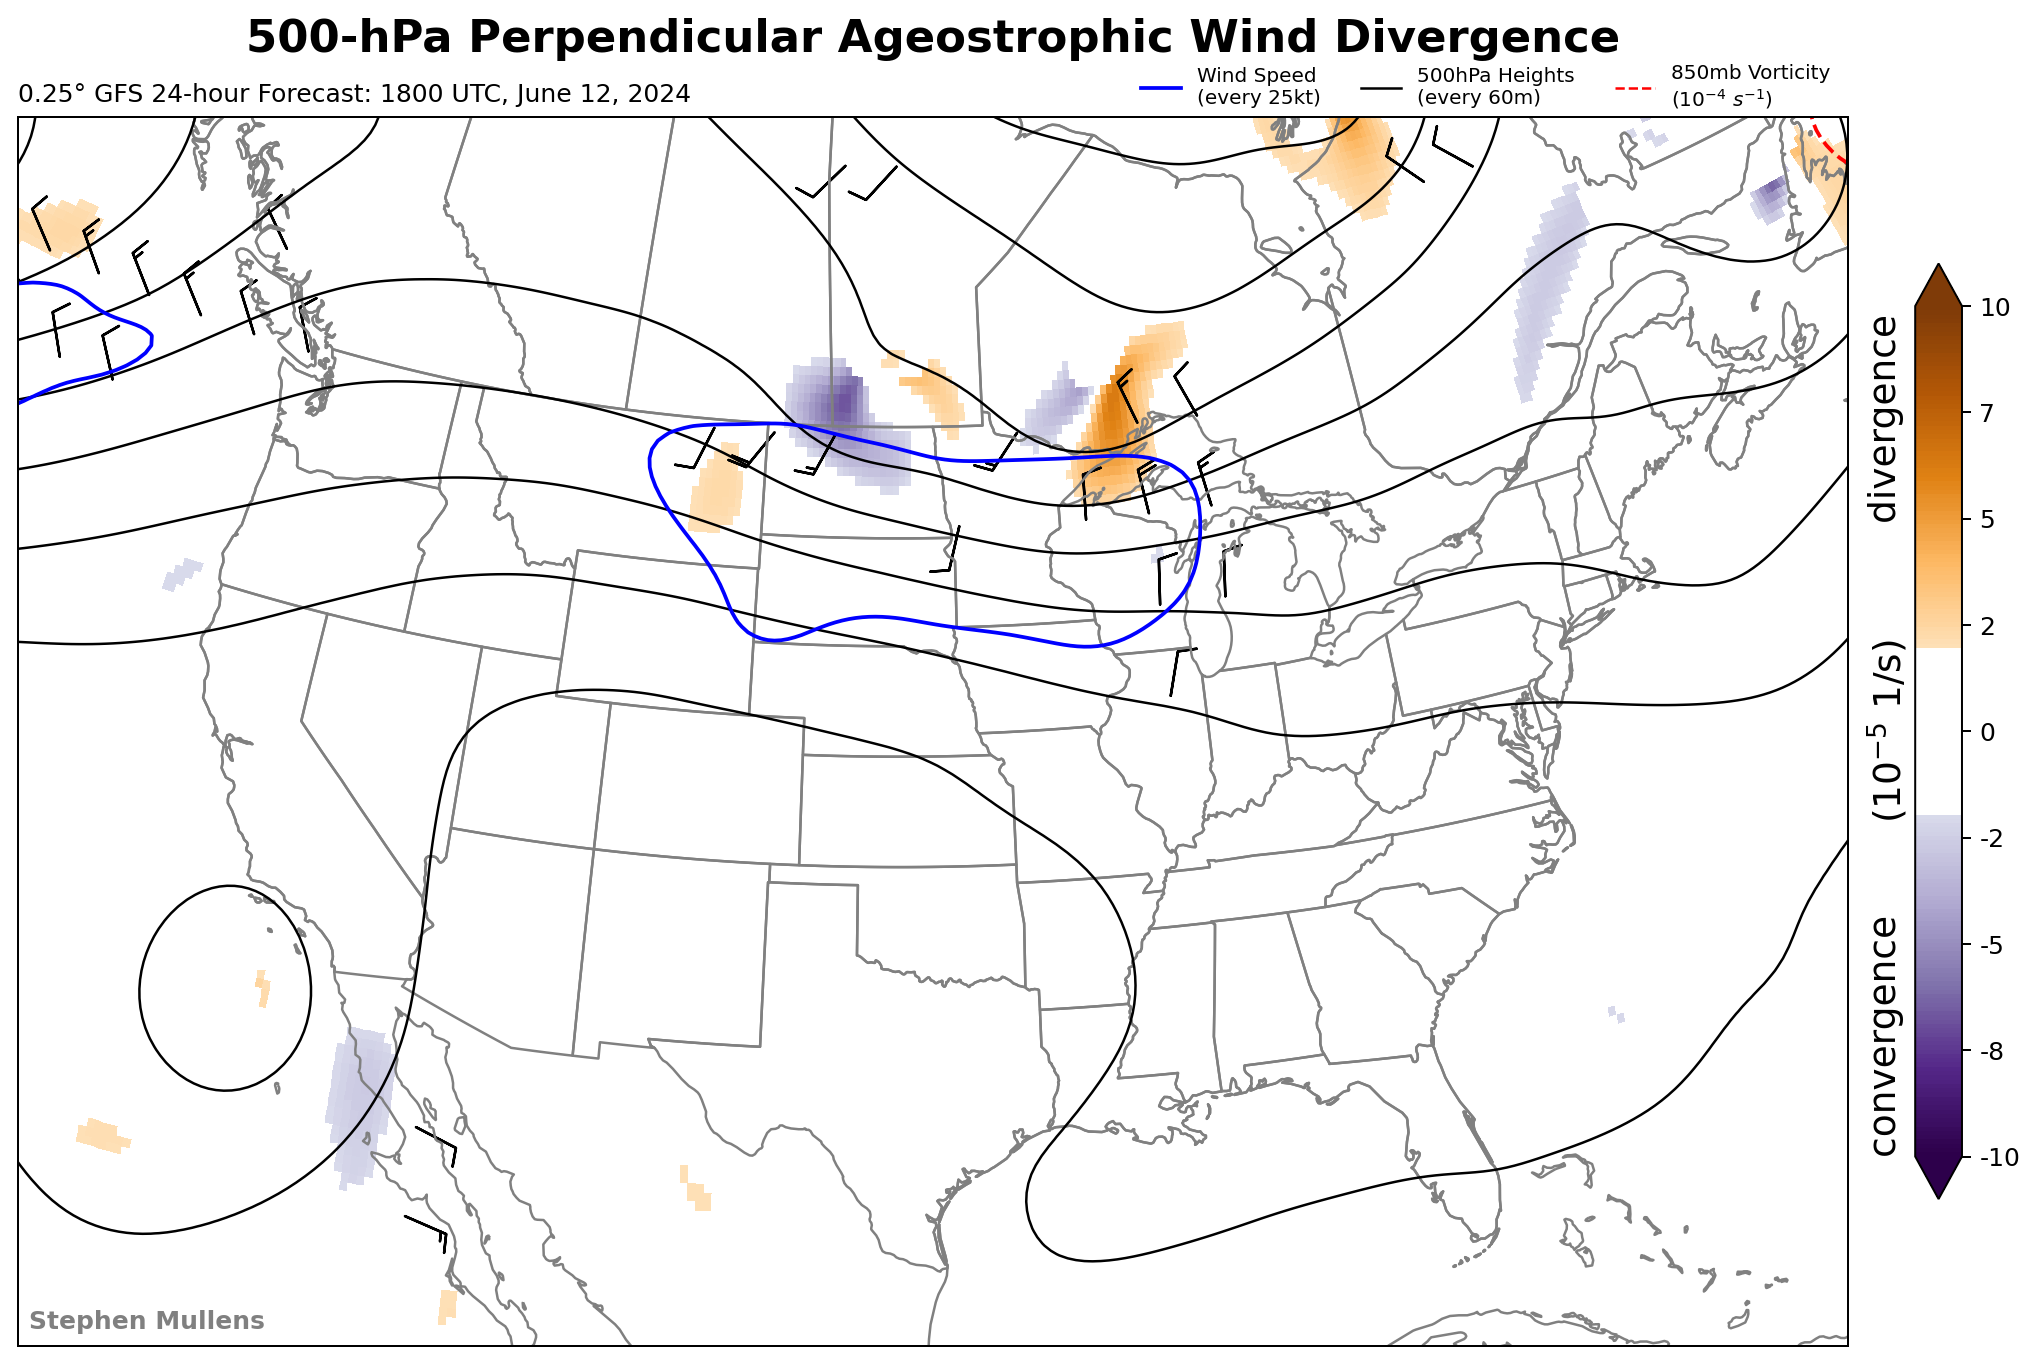 500-hPa Perpendicular Ageostrophic Wind Divergence
0.25° GFS 24-hour Forecast: 1800 UTC, June 12, 2024
Wind Speed
(every 25kt)
500hPa Heights
(every 60m)
850mb Vorticity
(10⁻⁴ s⁻¹)
10
7
5
2
0
-2
-5
-8
-10
convergence (10⁻⁵ 1/s) divergence
Stephen Mullens